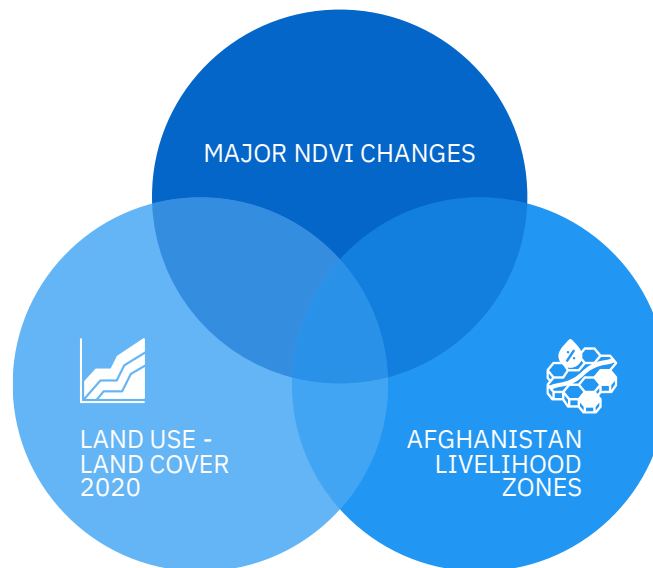 MAJOR NDVI CHANGES
LAND USE -
LAND COVER
2020
AFGHANISTAN
LIVELIHOOD
ZONES